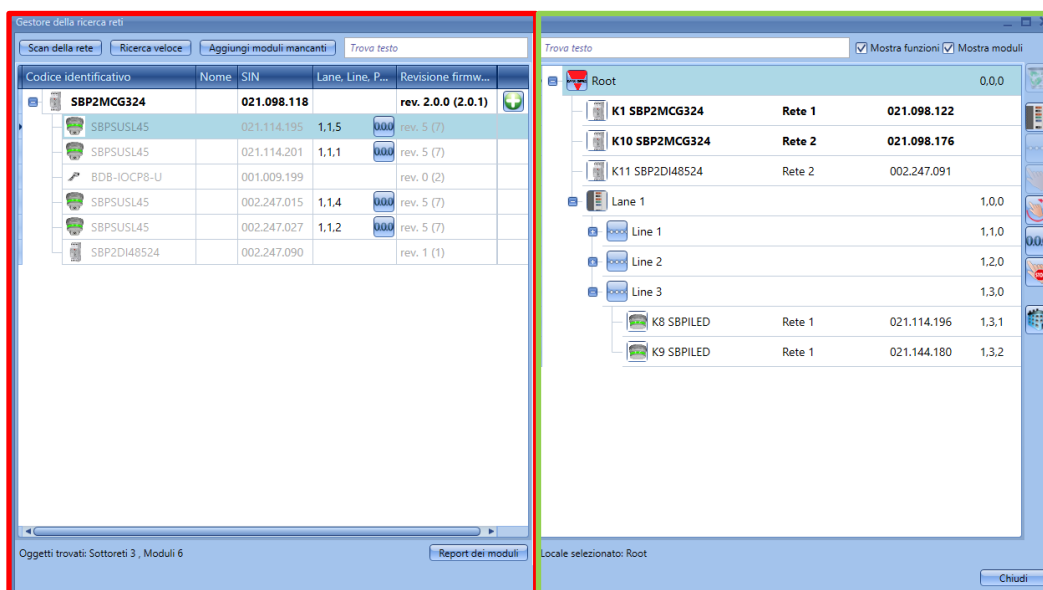 Gestore della ricerca reti
Scan della rete Ricerca veloce Aggiungi moduli mancanti Trova testo
Codice identificativo Nome SIN Lane, Line, P... Revisione firmw...
SBP2MCG324 021.098.118 rev. 2.0.0 (2.0.1)
SBPSUSL45 021.114.195 1,1,5 0.0.0 rev. 5 (7)
SBPSUSL45 021.114.201 1,1,1 0.0.0 rev. 5 (7)
BDB-IOCP8-U 001.009.199 rev. 0 (2)
SBPSUSL45 002.247.015 1,1,4 0.0.0 rev. 5 (7)
SBPSUSL45 002.247.027 1,1,2 0.0.0 rev. 5 (7)
SBP2DI48524 002.247.090 rev. 1 (1)
Oggetti trovati: Sottoreti 3 , Moduli 6 Report dei moduli
Trova testo Mostra funzioni Mostra moduli
Root 0,0,0
K1 SBP2MCG324 Rete 1 021.098.122
K10 SBP2MCG324 Rete 2 021.098.176
K11 SBP2DI48524 Rete 2 002.247.091
Lane 1 1,0,0
Line 1 1,1,0
Line 2 1,2,0
Line 3 1,3,0
K8 SBPILED Rete 1 021.114.196 1,3,1
K9 SBPILED Rete 1 021.144.180 1,3,2
Locale selezionato: Root
Chiudi